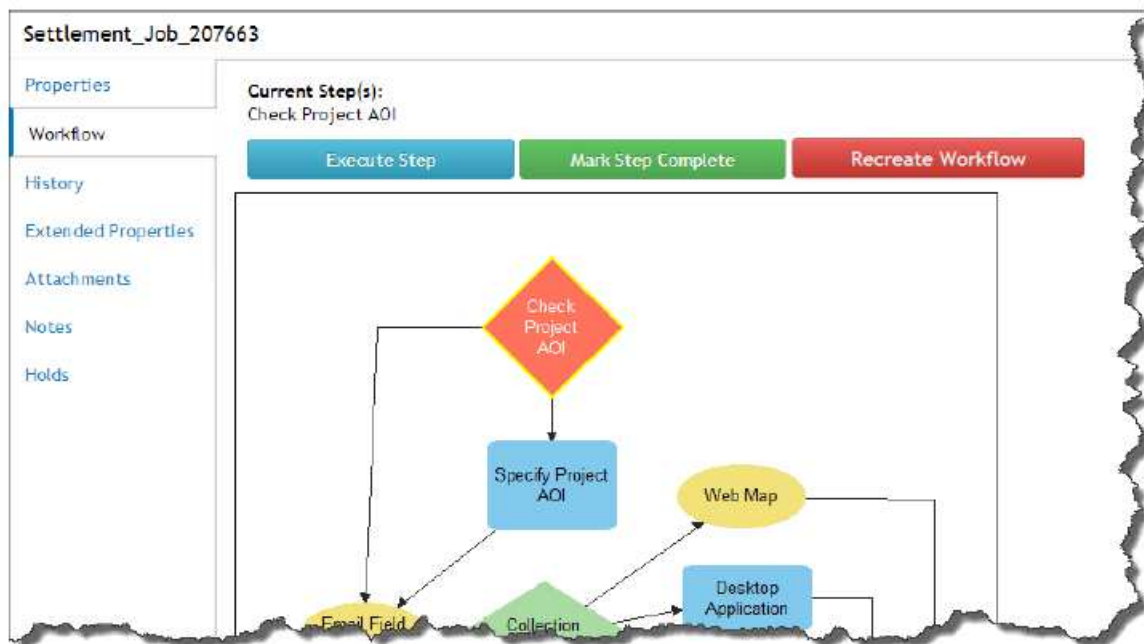 Settlement_Job_207663
Properties
Workflow
History
Extended Properties
Attachments
Notes
Holds
Current Step(s):
Check Project AOI
Execute Step
Mark Step Complete
Recreate Workflow
Check
Project
AOI
Specify Project
AOI
Web Map
Desktop
Application
Email Field
Collection